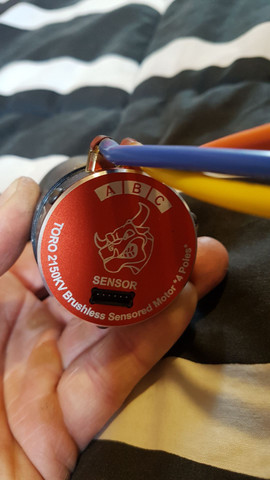 A B C
SENSOR
TORO 2150KV Brushless Sensored Motor "4 Poles"